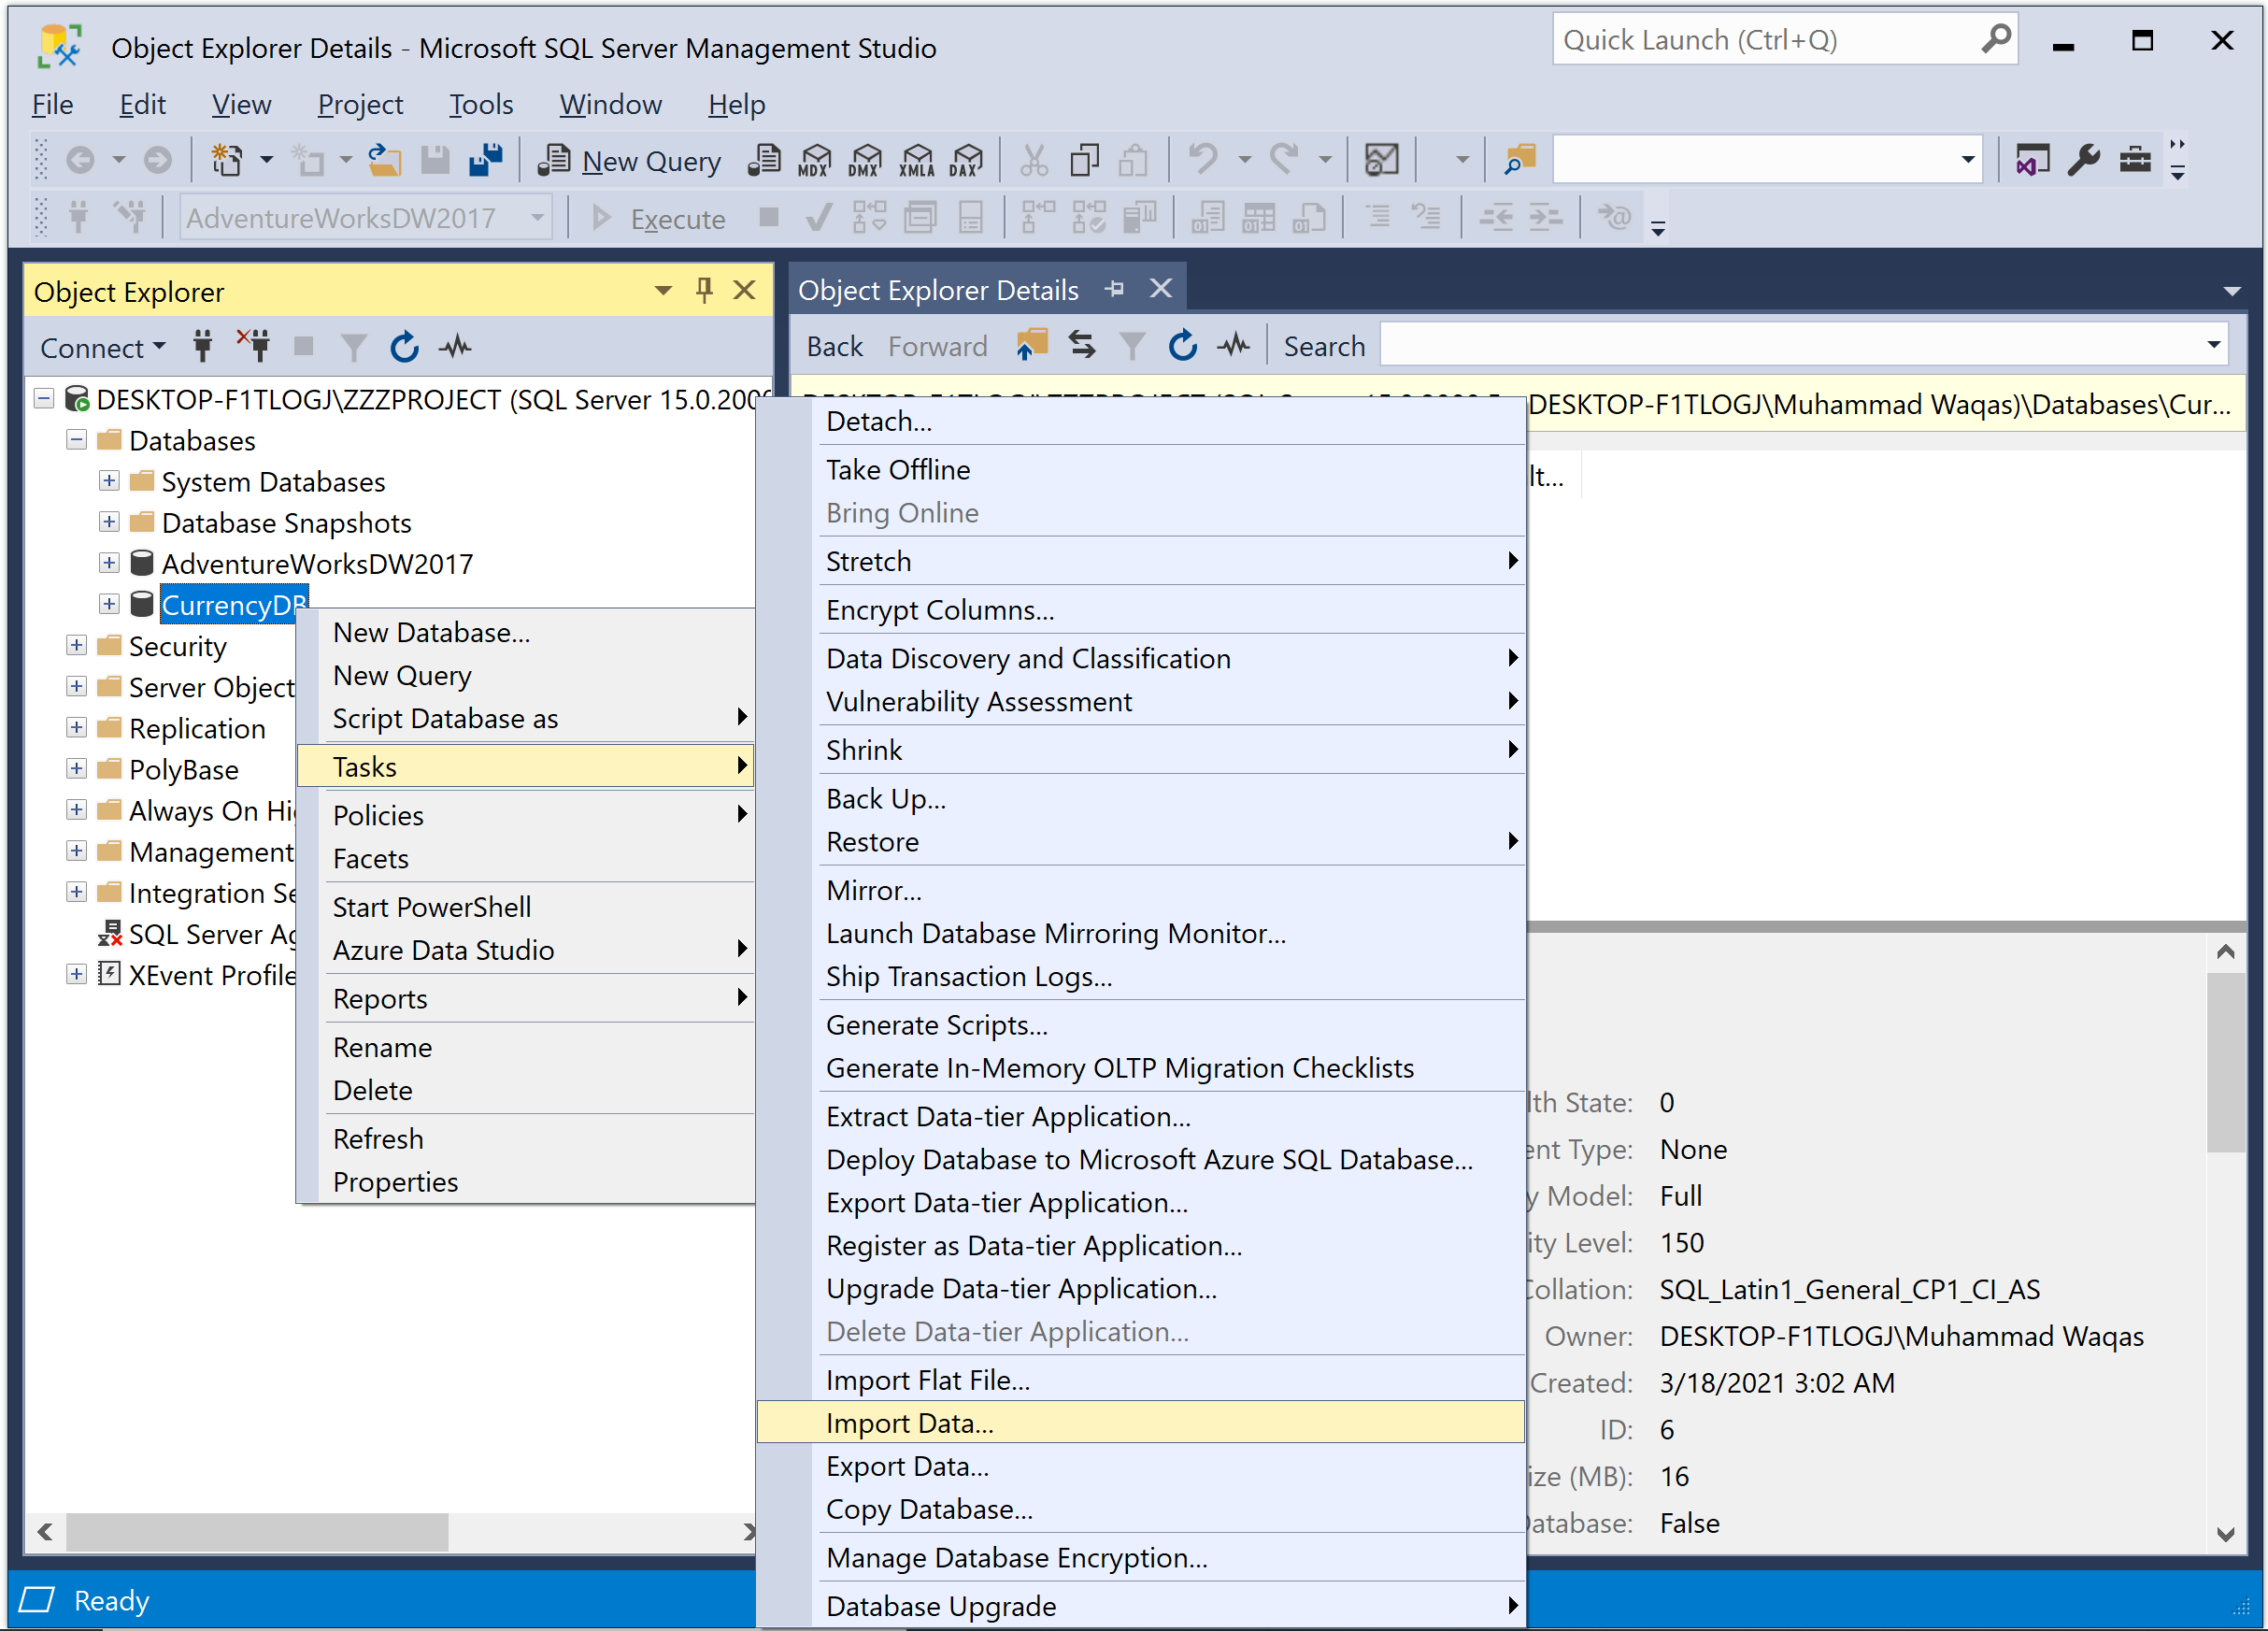 Object Explorer Details - Microsoft SQL Server Management Studio
Quick Launch (Ctrl+Q)
File Edit View Project Tools Window Help
New Query MDX DMX XMLA DAX
AdventureWorksDW2017 Execute
Object Explorer
Connect
DESKTOP-F1TLOGJ\ZZZPROJECT (SQL Server 15.0.200
Databases
System Databases
Database Snapshots
AdventureWorksDW2017
CurrencyDB
Security
Server Object
Replication
PolyBase
Always On Hi
Management
Integration Se
SQL Server Ag
XEvent Profile
New Database...
New Query
Script Database as
Tasks
Policies
Facets
Start PowerShell
Azure Data Studio
Reports
Rename
Delete
Refresh
Properties
Detach...
Take Offline
Bring Online
Stretch
Encrypt Columns...
Data Discovery and Classification
Vulnerability Assessment
Shrink
Back Up...
Restore
Mirror...
Launch Database Mirroring Monitor...
Ship Transaction Logs...
Generate Scripts...
Generate In-Memory OLTP Migration Checklists
Extract Data-tier Application...
Deploy Database to Microsoft Azure SQL Database...
Export Data-tier Application...
Register as Data-tier Application...
Upgrade Data-tier Application...
Delete Data-tier Application...
Import Flat File...
Import Data...
Export Data...
Copy Database...
Manage Database Encryption...
Database Upgrade
Object Explorer Details
Back Forward Search
DESKTOP-F1TLOGJ\Muhammad Waqas)\Databases\Cur...
lt...
lth State: 0
ent Type: None
y Model: Full
ity Level: 150
Collation: SQL_Latin1_General_CP1_CI_AS
Owner: DESKTOP-F1TLOGJ\Muhammad Waqas
Created: 3/18/2021 3:02 AM
ID: 6
ize (MB): 16
atabase: False
Ready